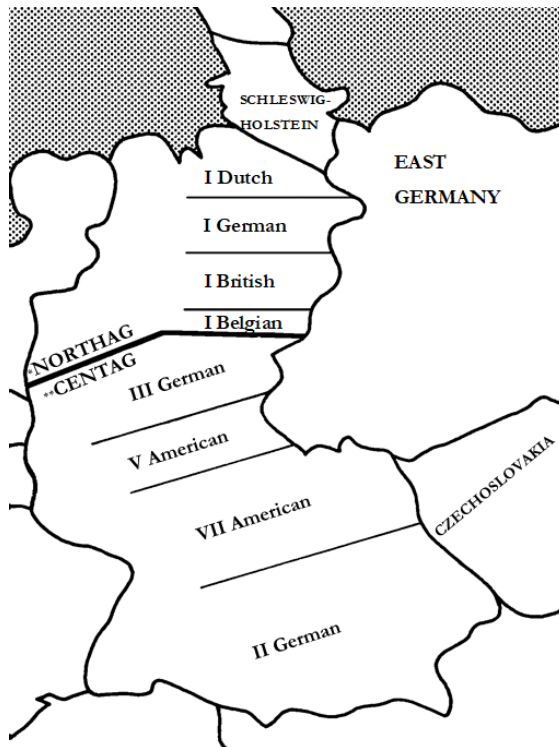 SCHLESWIG-
HOLSTEIN
EAST
GERMANY
I Dutch
I German
I British
I Belgian
*NORTHAG
**CENTAG
III German
V American
VII American
CZECHOSLOVAKIA
II German